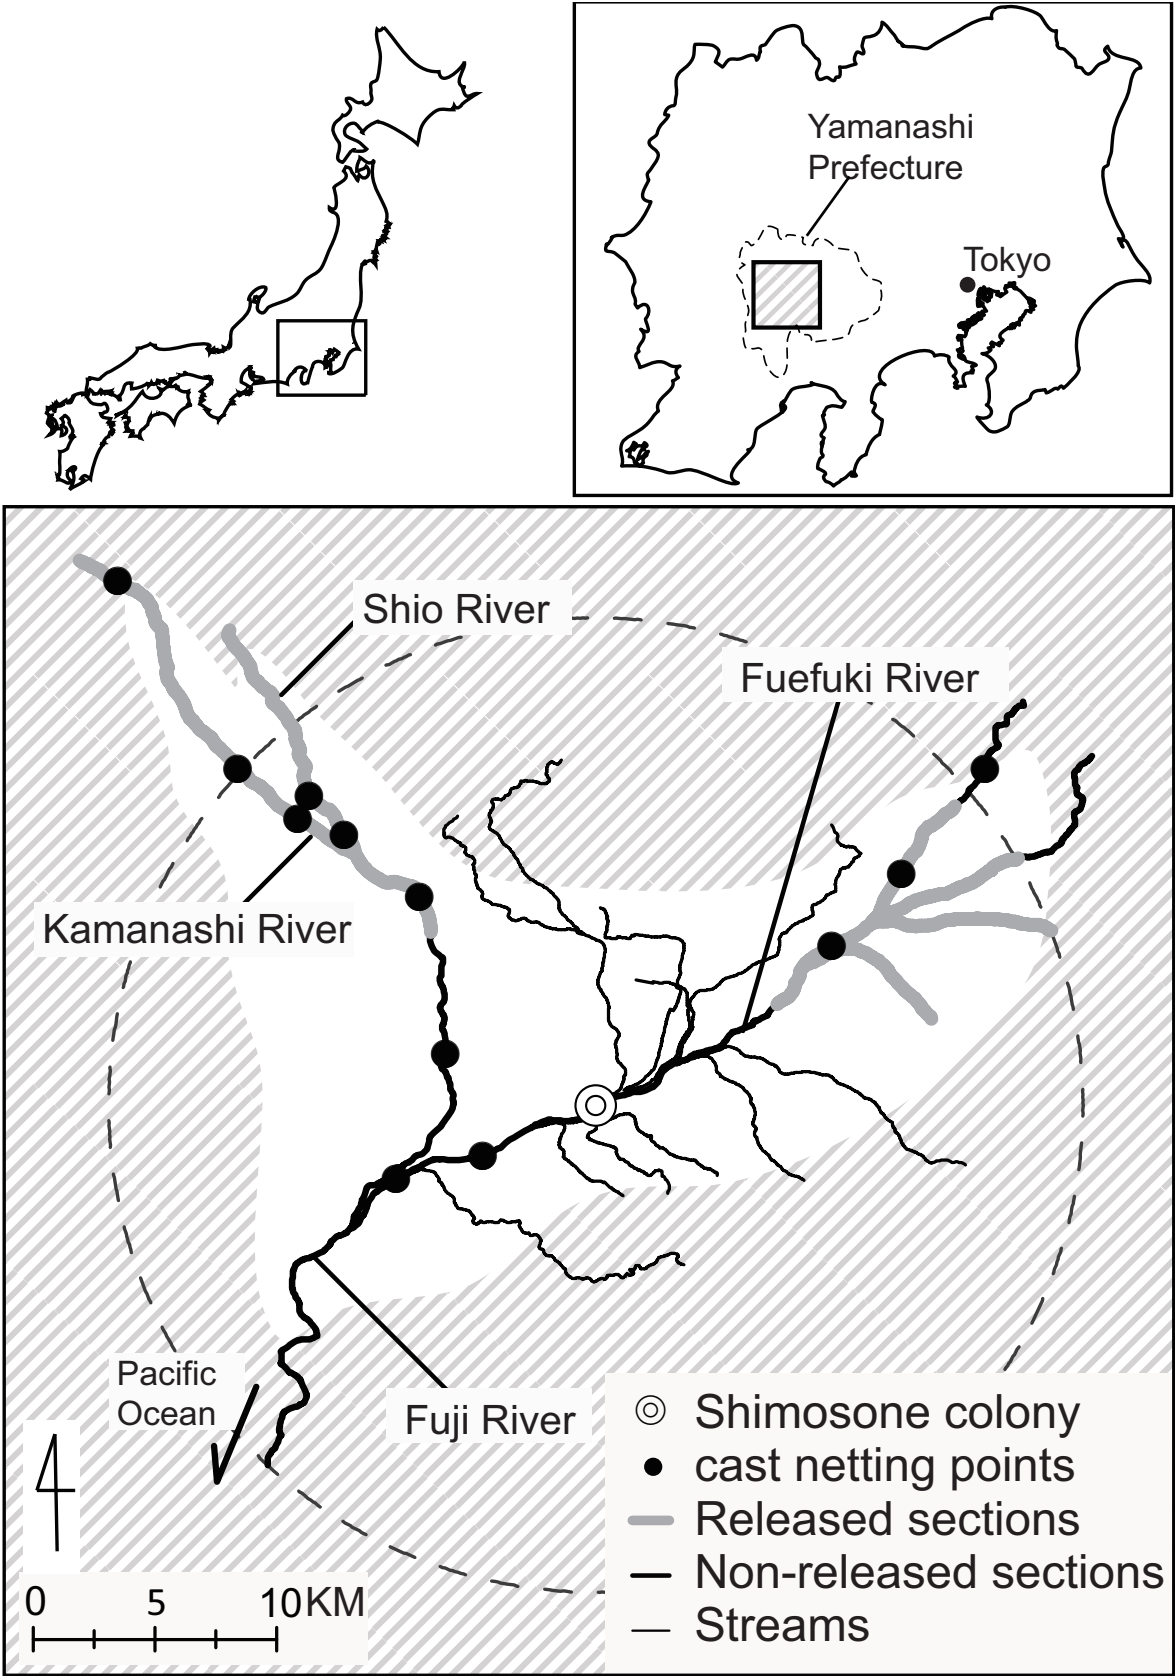 Yamanashi
Prefecture
Tokyo
Shio River
Fuefuki River
Kamanashi River
Pacific
Ocean
Fuji River
Shimosone colony
cast netting points
Released sections
Non-released sections
Streams
0 5 10KM